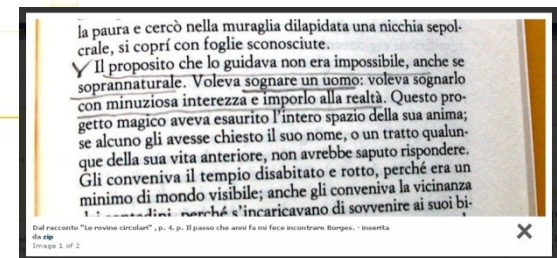 la paura e cercò nella muraglia dilapidata una nicchia sepol-
crale, si coprí con foglie sconosciute.
Il proposito che lo guidava non era impossibile, anche se
soprannaturale. Voleva sognare un uomo: voleva sognarlo
con minuziosa interezza e imporlo alla realtà. Questo pro-
getto magico aveva esaurito l'intero spazio della sua anima;
se alcuno gli avesse chiesto il suo nome, o un tratto qualun-
que della sua vita anteriore, non avrebbe saputo rispondere.
Gli conveniva il tempio disabitato e rotto, perché era un
minimo di mondo visibile; anche gli conveniva la vicinanza
contadini, perché s'incaricavano di sovvenire ai suoi bi-
Dal racconto "Le rovine circolari" , p. 4. p. Il passo che anni fa mi fece incontrare Borges. - inserita
da zip
Image 1 of 2